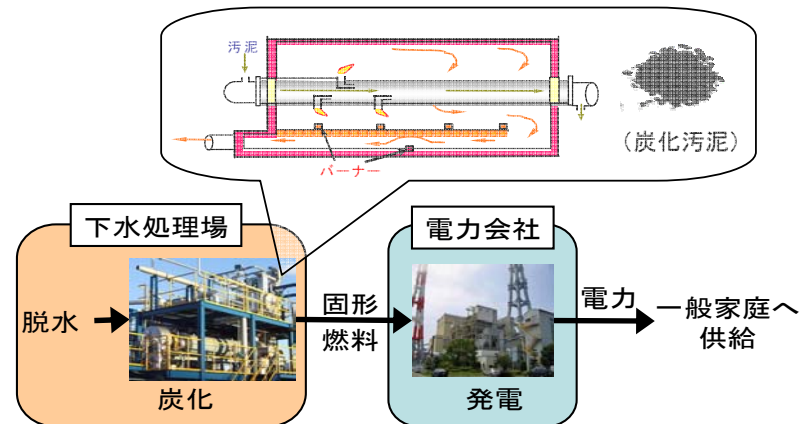 汚泥
バーナー
(炭化汚泥)
下水処理場
電力会社
脱水
炭化
固形
燃料
発電
電力
一般家庭へ
供給